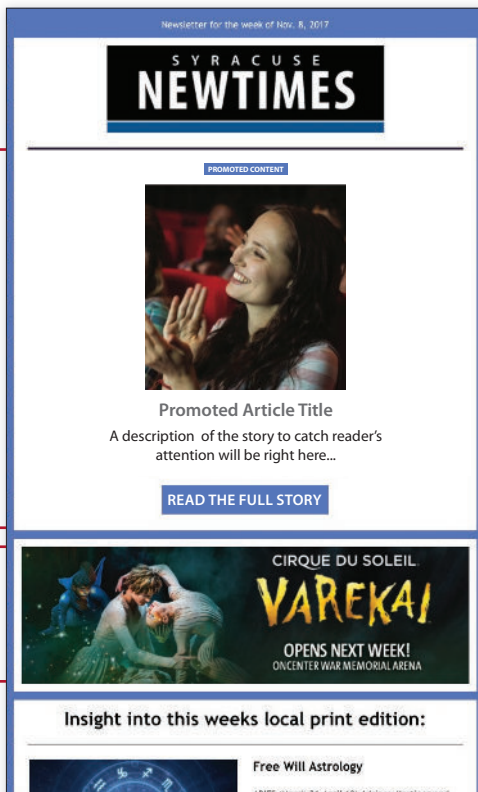 Newsletter for the week of Nov. 8, 2017
SYRACUSE
NEWTIMES
PROMOTED CONTENT
Promoted Article Title
A description of the story to catch reader's
attention will be right here...
READ THE FULL STORY
CIRQUE DU SOLEIL.
VAREKAI
OPENS NEXT WEEK!
ONCENTER WAR MEMORIAL ARENA
Insight into this weeks local print edition:
Free Will Astrology